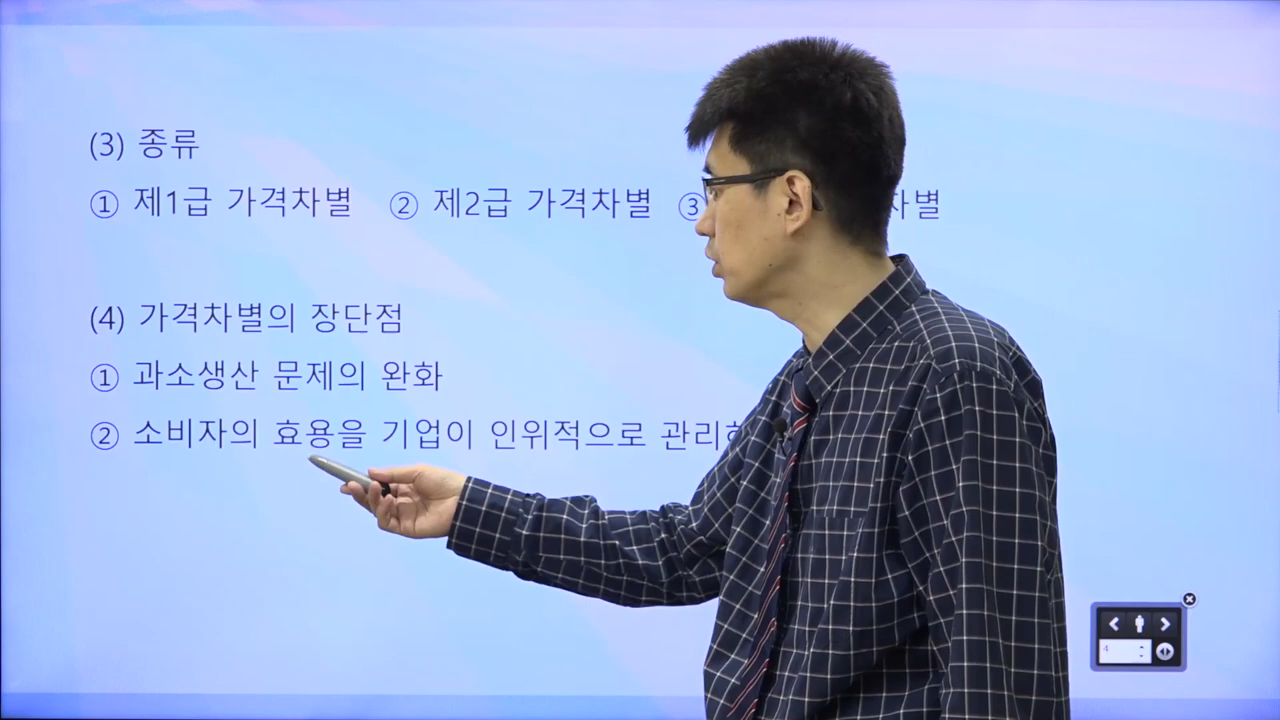 (3) 종류
① 제1급 가격차별 ② 제2급 가격차별 ③ 차별
(4) 가격차별의 장단점
① 과소생산 문제의 완화
② 소비자의 효용을 기업이 인위적으로
4